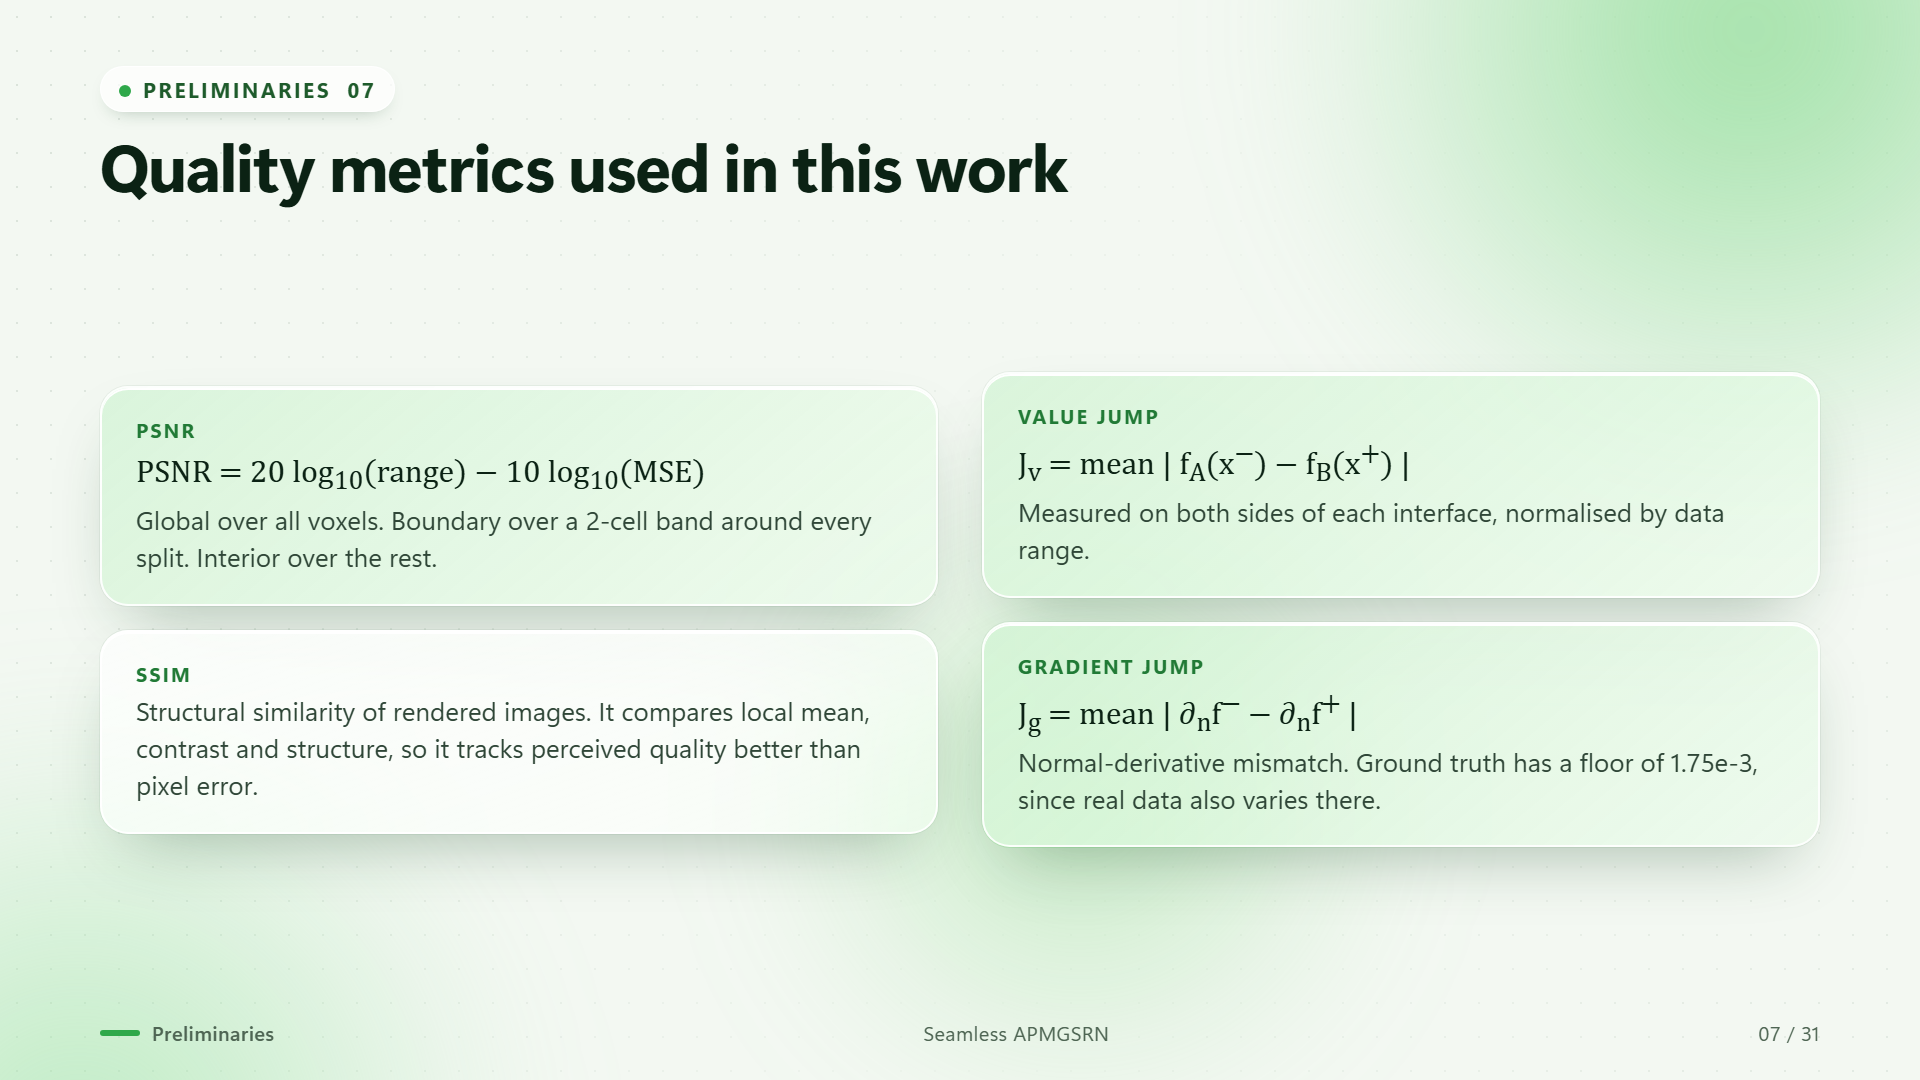 PRELIMINARIES 07
Quality metrics used in this work
PSNR
PSNR = 20 log₁₀(range) − 10 log₁₀(MSE)
Global over all voxels. Boundary over a 2-cell band around every
split. Interior over the rest.
SSIM
Structural similarity of rendered images. It compares local mean,
contrast and structure, so it tracks perceived quality better than
pixel error.
VALUE JUMP
Jᵥ = mean | f_A(x⁻) − f_B(x⁺) |
Measured on both sides of each interface, normalised by data
range.
GRADIENT JUMP
J_g = mean | ∂ₙf⁻ − ∂ₙf⁺ |
Normal-derivative mismatch. Ground truth has a floor of 1.75e-3,
since real data also varies there.
Preliminaries
Seamless APMGSRN
07 / 31